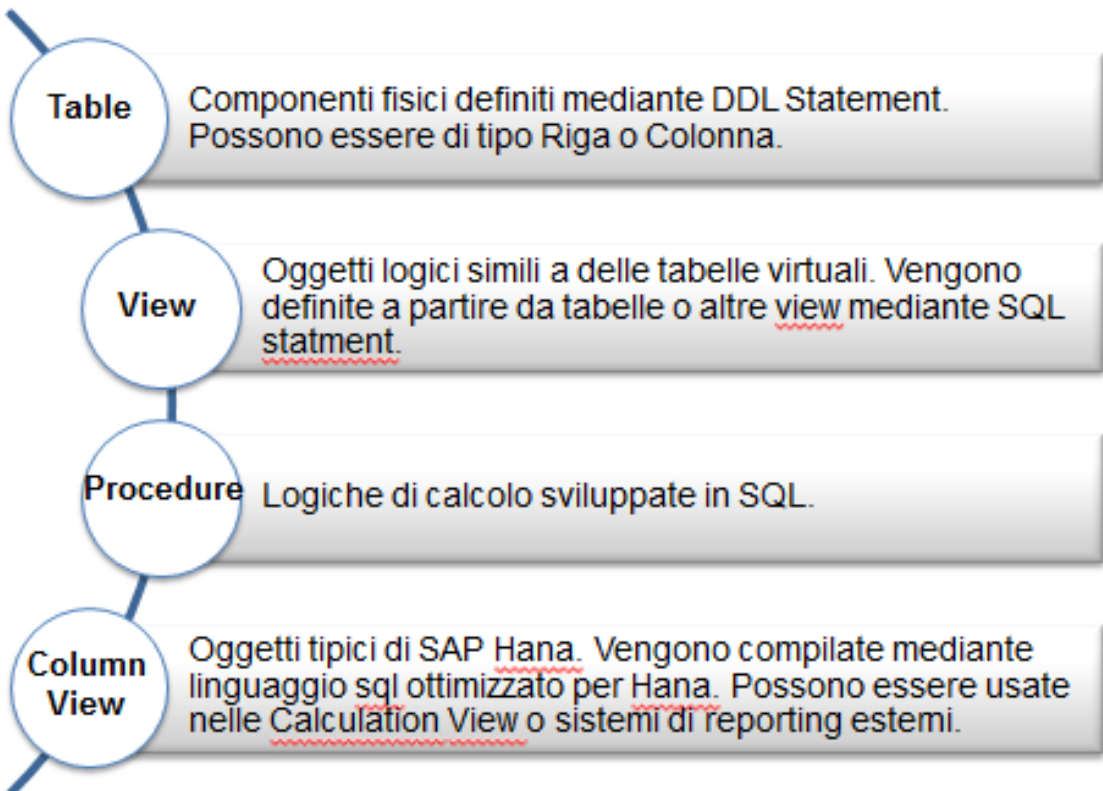 Table
Componenti fisici definiti mediante DDL Statement.
Possono essere di tipo Riga o Colonna.
View
Oggetti logici simili a delle tabelle virtuali. Vengono
definite a partire da tabelle o altre view mediante SQL
statment.
Procedure
Logiche di calcolo sviluppate in SQL.
Column
View
Oggetti tipici di SAP Hana. Vengono compilate mediante
linguaggio sql ottimizzato per Hana. Possono essere usate
nelle Calculation View o sistemi di reporting esterni.